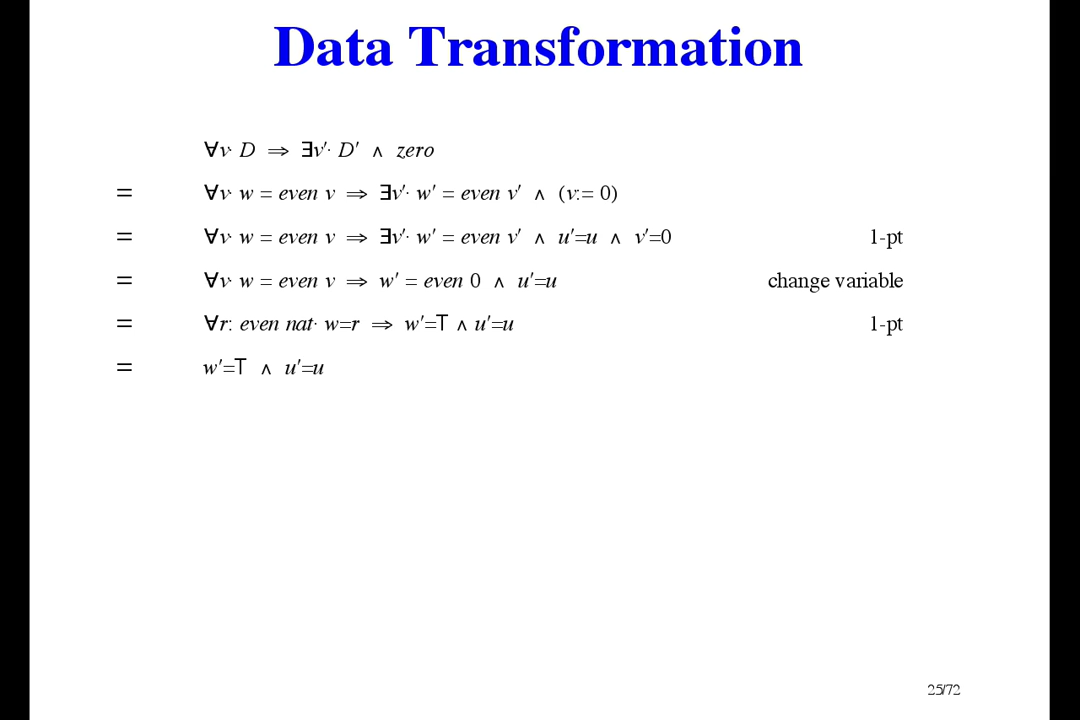 Data Transformation
∀v· D ⇒ ∃v′· D′ ∧ zero
= ∀v· w = even v ⇒ ∃v′· w′ = even v′ ∧ (v:= 0)
= ∀v· w = even v ⇒ ∃v′· w′ = even v′ ∧ u′=u ∧ v′=0 1-pt
= ∀v· w = even v ⇒ w′ = even 0 ∧ u′=u change variable
= ∀r: even nat· w=r ⇒ w′=⊤ ∧ u′=u 1-pt
= w′=⊤ ∧ u′=u
25/72